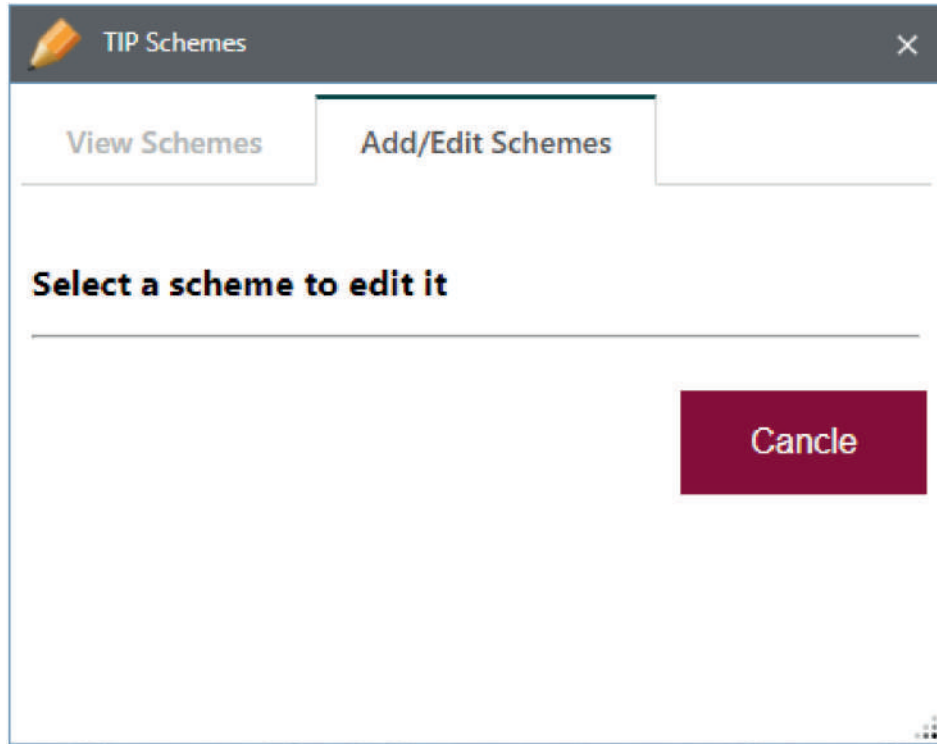 TIP Schemes
View Schemes
Add/Edit Schemes
Select a scheme to edit it
Cancle